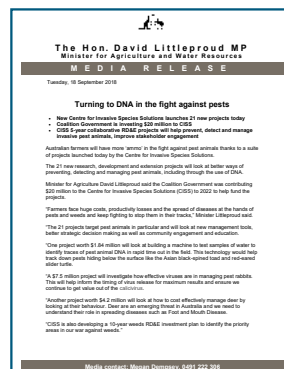 The Hon. David Littleproud MP
Minister for Agriculture and Water Resources
MEDIA RELEASE
Tuesday, 18 September 2018
Turning to DNA in the fight against pests
• New Centre for Invasive Species Solutions launches 21 new projects today
• Coalition Government is investing $20 million to CISS
• CISS 5-year collaborative RD&E projects will help prevent, detect and manage
invasive pest animals, improve stakeholder engagement
Australian farmers will have more 'ammo' in the fight against pest animals thanks to a suite
of projects launched today by the Centre for Invasive Species Solutions.
The 21 new research, development and extension projects will look at better ways of
preventing, detecting and managing pest animals, including through the use of DNA.
Minister for Agriculture David Littleproud said the Coalition Government was contributing
$20 million to the Centre for Invasive Species Solutions (CISS) to 2022 to help fund the
projects.
"Farmers face huge costs, productivity losses and the spread of diseases at the hands of
pests and weeds and keep fighting to stop them in their tracks," Minister Littleproud said.
"The 21 projects target pest animals in particular and will look at new management tools,
better strategic decision making as well as community engagement and education.
"One project worth $1.84 million will look at building a machine to test samples of water to
identify traces of pest animal DNA in rapid time out in the field. This technology would help
track down pests hiding below the surface like the Asian black-spined toad and red-eared
slider turtle.
"A $7.5 million project will investigate how effective viruses are in managing pest rabbits.
This will help inform the timing of virus release for maximum results and ensure we
continue to get value out of the calicivirus.
"Another project worth $4.2 million will look at how to cost effectively manage deer by
looking at their behaviour. Deer are an emerging threat in Australia and we need to
understand their role in spreading diseases such as Foot and Mouth Disease.
"CISS is also developing a 10-year weeds RD&E investment plan to identify the priority
areas in our war against weeds."
Media contact: Megan Dempsey, 0491 222 306